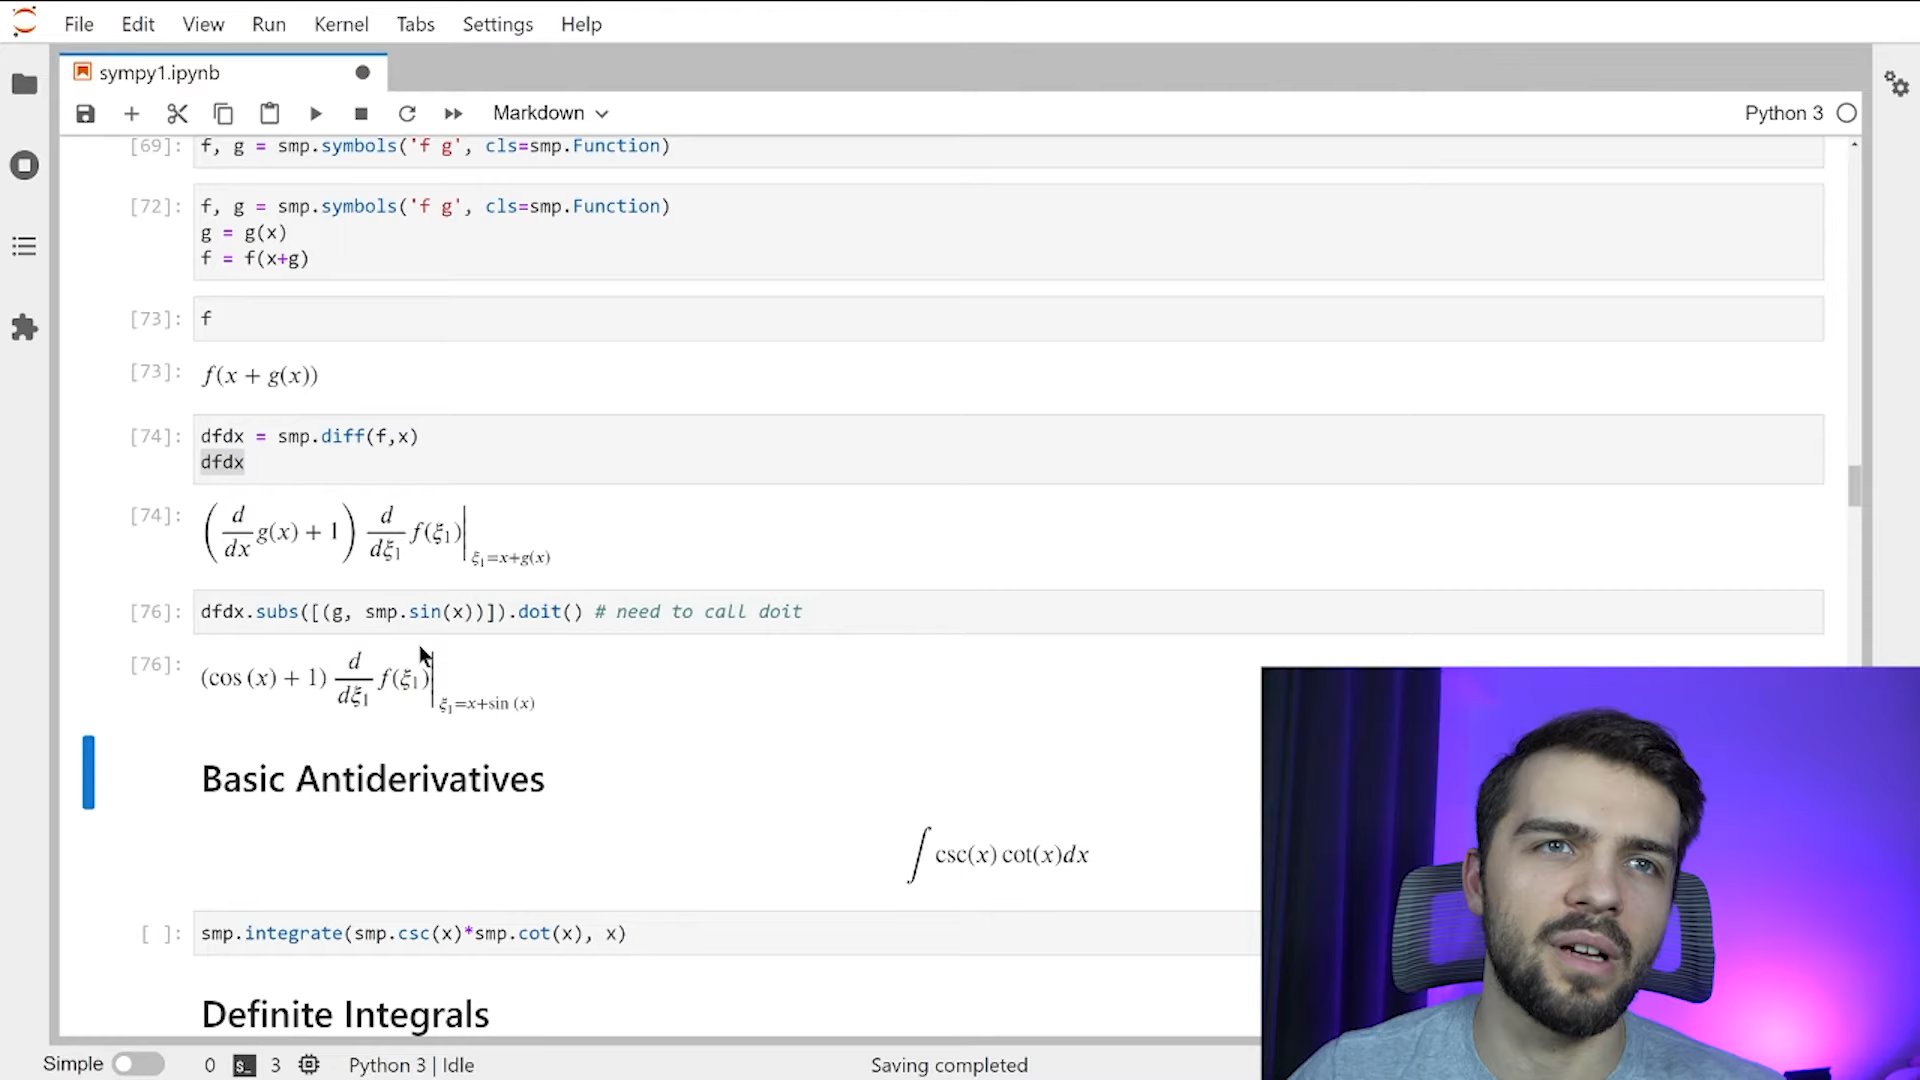 File Edit View Run Kernel Tabs Settings Help
sympy1.ipynb
Markdown Python 3
[69]: f, g = smp.symbols('f g', cls=smp.Function)
[72]: f, g = smp.symbols('f g', cls=smp.Function)
g = g(x)
f = f(x+g)
[73]: f
[73]: f(x + g(x))
[74]: dfdx = smp.diff(f,x)
dfdx
[74]: (d/dx g(x) + 1) d/dξ₁ f(ξ₁)|ξ₁=x+g(x)
[76]: dfdx.subs([(g, smp.sin(x))]).doit() # need to call doit
[76]: (cos (x) + 1) d/dξ₁ f(ξ₁)|ξ₁=x+sin (x)
Basic Antiderivatives
∫ csc(x) cot(x)dx
[ ]: smp.integrate(smp.csc(x)*smp.cot(x), x)
Definite Integrals
Simple 0 $_ 3 Python 3 | Idle Saving completed